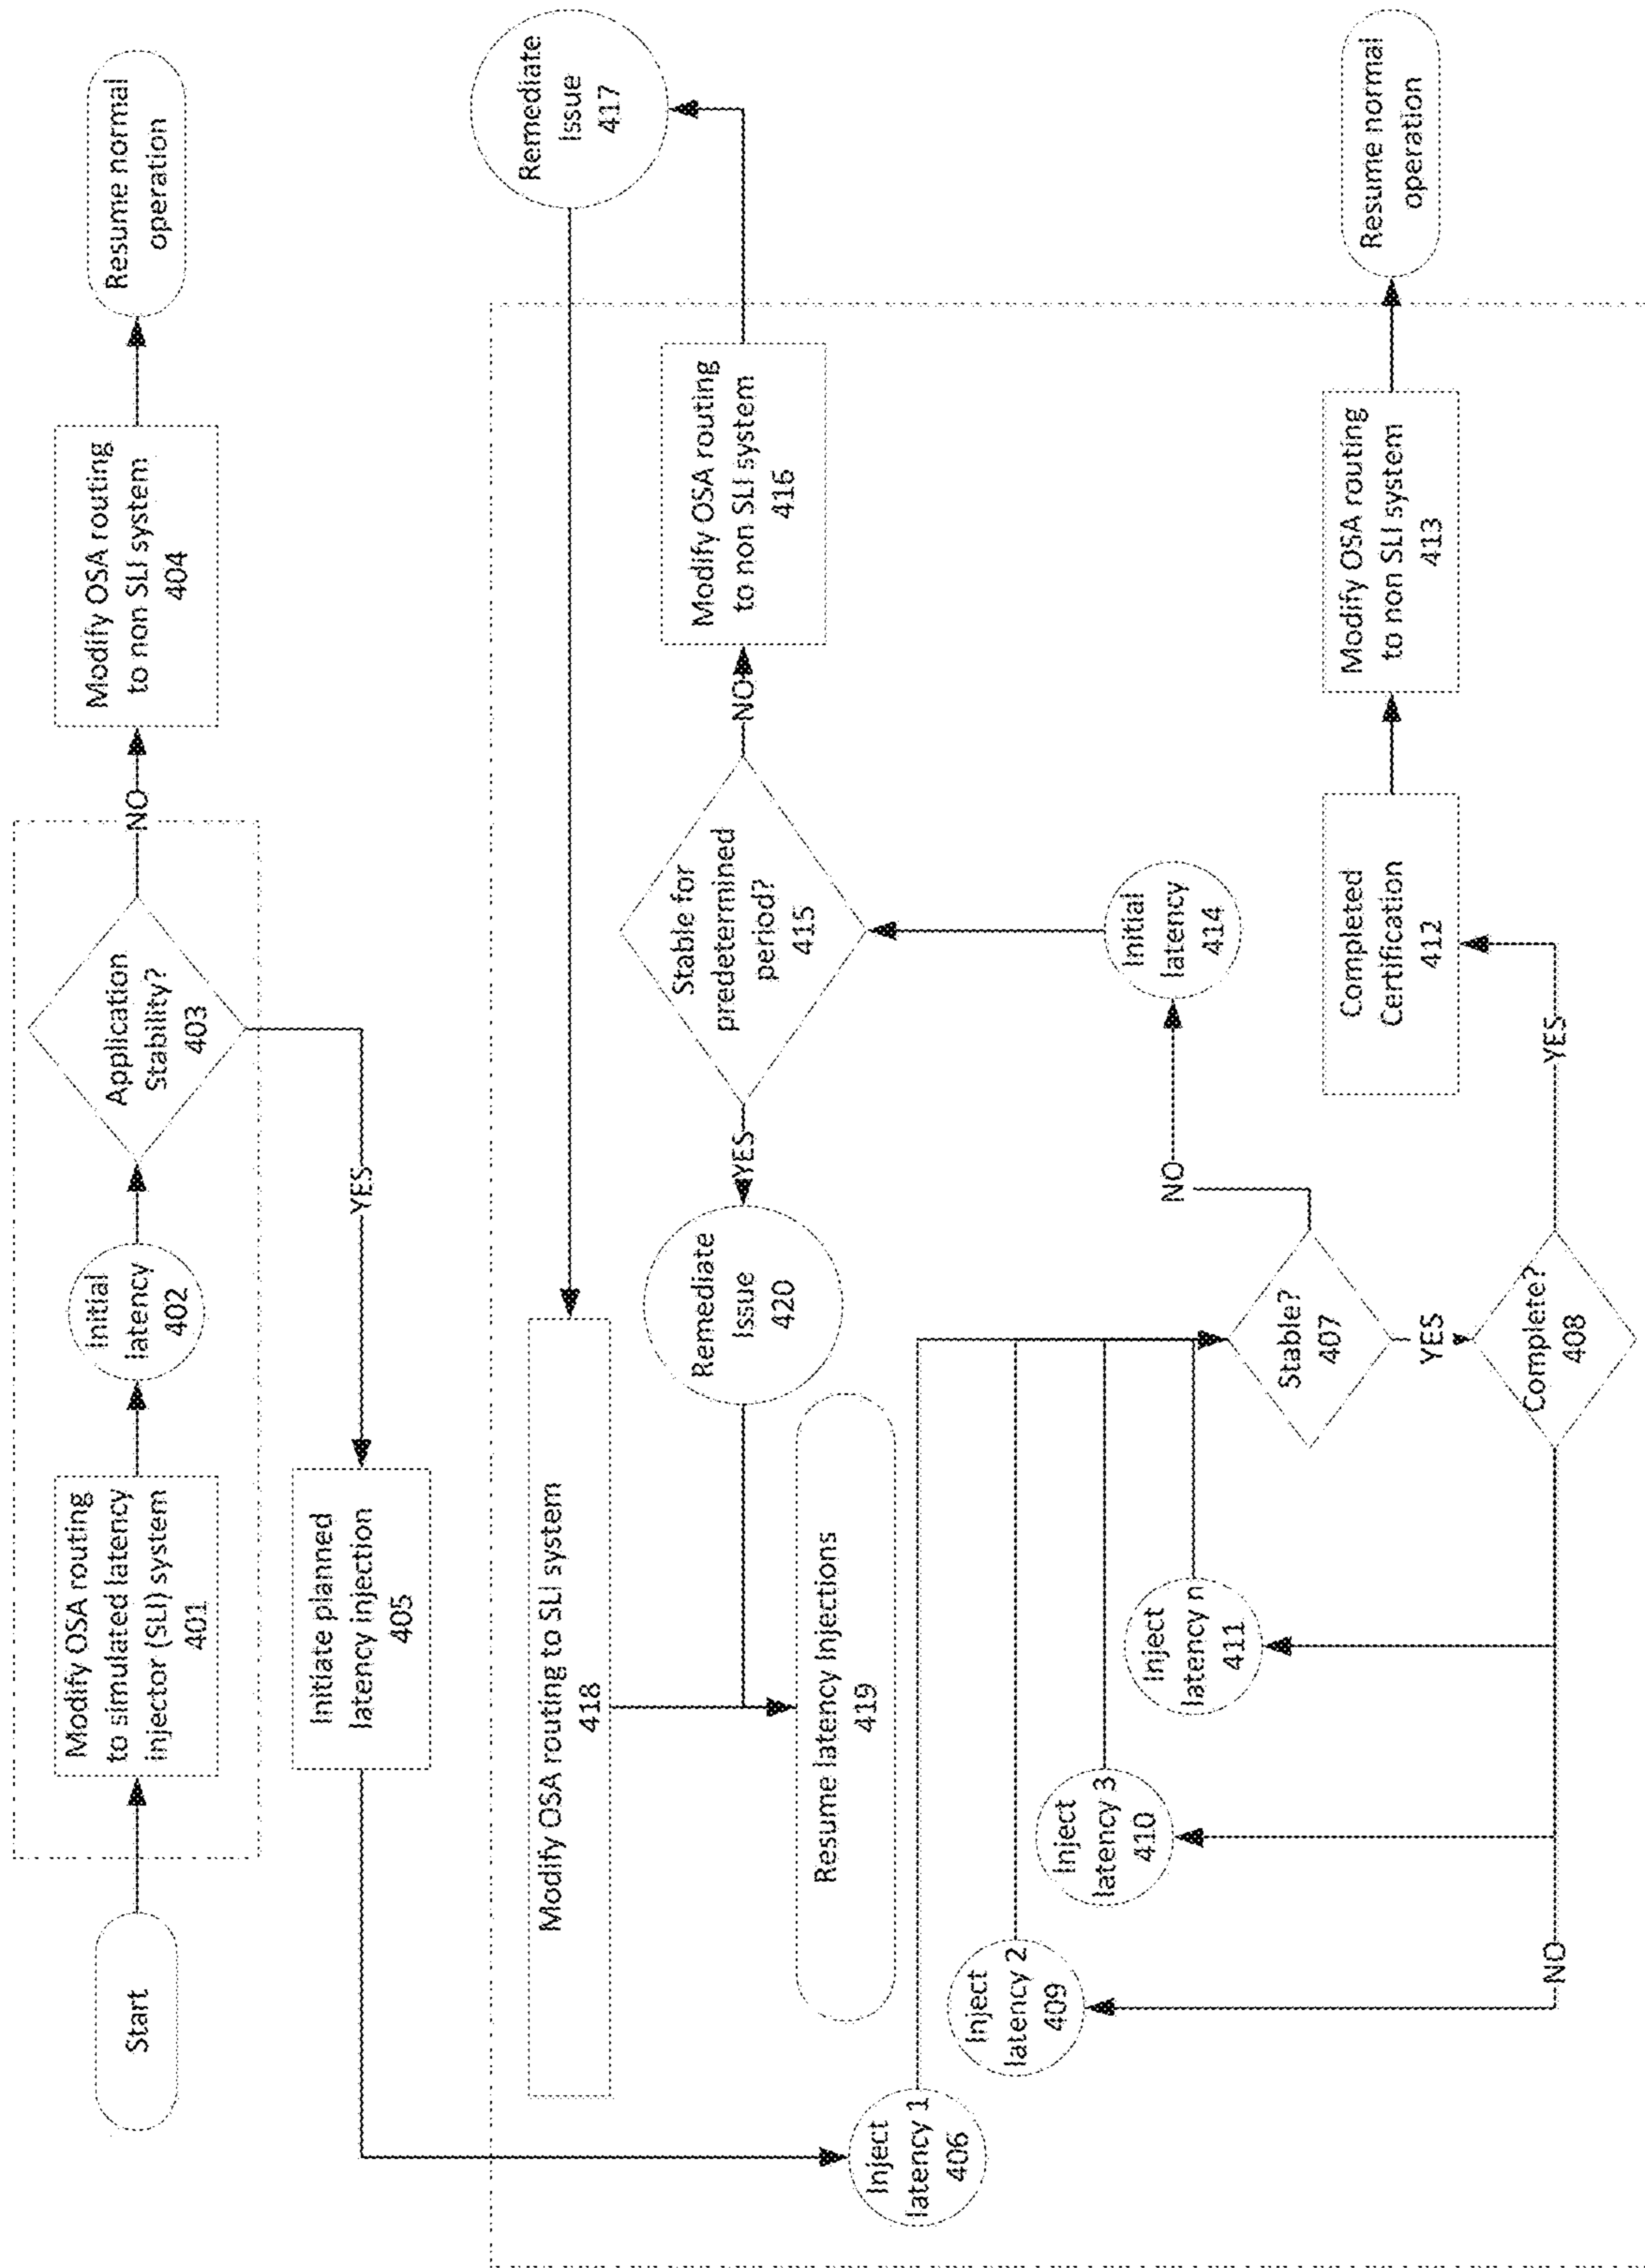 Start
Modify OSA routing
to simulated latency
injector (SLI) system
401
Initial
latency
402
Application
Stability?
403
NO
Modify OSA routing
to non SLI system
404
Resume normal
operation
YES
Initiate planned
latency injection
405
Modify OSA routing to SLI system
418
Remediate
Issue
417
Remediate
Issue
420
YES
Stable for
predetermined
period?
415
NO
Modify OSA routing
to non SLI system
416
Resume latency injections
419
Inject
latency 1
406
Inject
latency 2
409
Inject
latency 3
410
Inject
latency n
411
Initial
latency
414
NO
Stable?
407
YES
Complete?
408
NO
YES
Completed
Certification
412
Modify OSA routing
to non SLI system
413
Resume normal
operation